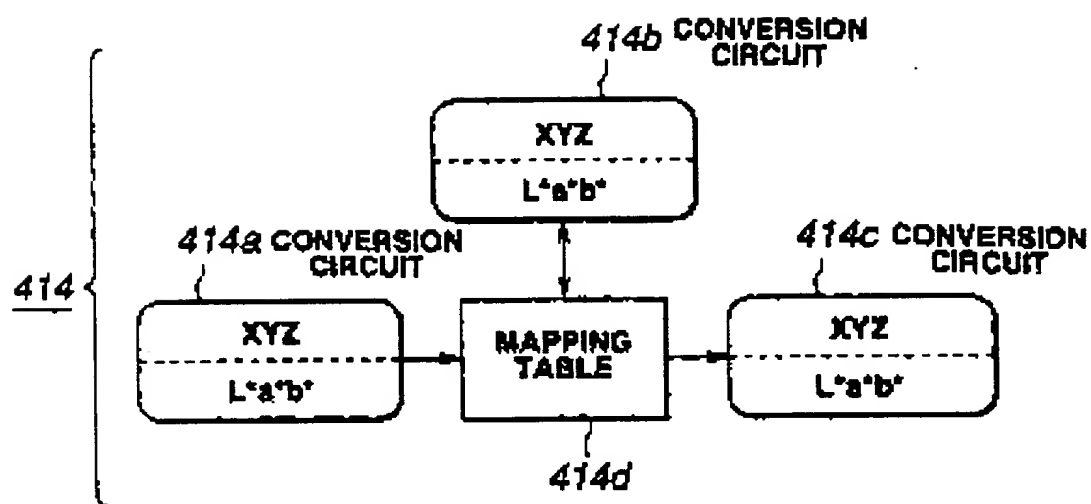 414b CONVERSION
CIRCUIT
XYZ
L*a*b*
414a CONVERSION
CIRCUIT
414c CONVERSION
CIRCUIT
414
XYZ
L*a*b*
MAPPING
TABLE
XYZ
L*a*b*
414d